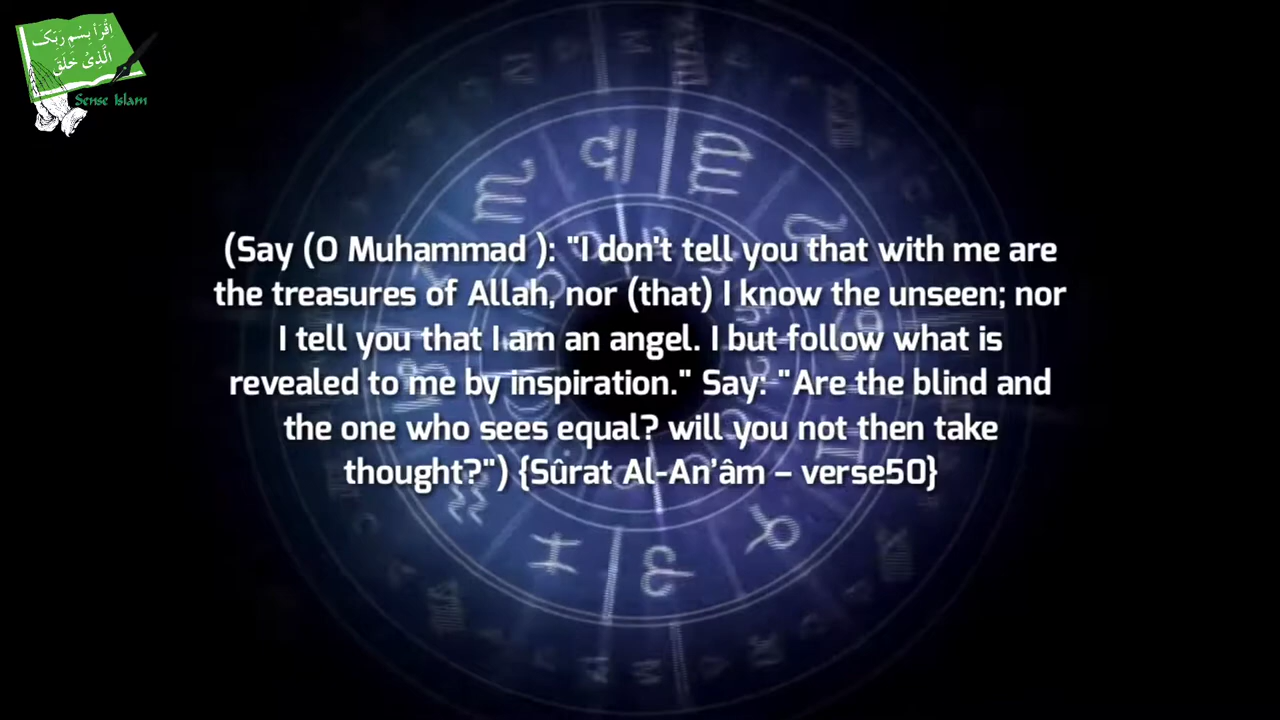 اقْرَأْ بِسْمِ رَبِّكَ
الَّذِي خَلَقَ
Sense Islam
(Say (O Muhammad ): "I don't tell you that with me are
the treasures of Allah, nor (that) I know the unseen; nor
I tell you that I am an angel. I but follow what is
revealed to me by inspiration." Say: "Are the blind and
the one who sees equal? will you not then take
thought?") {Sûrat Al-An’âm – verse50}